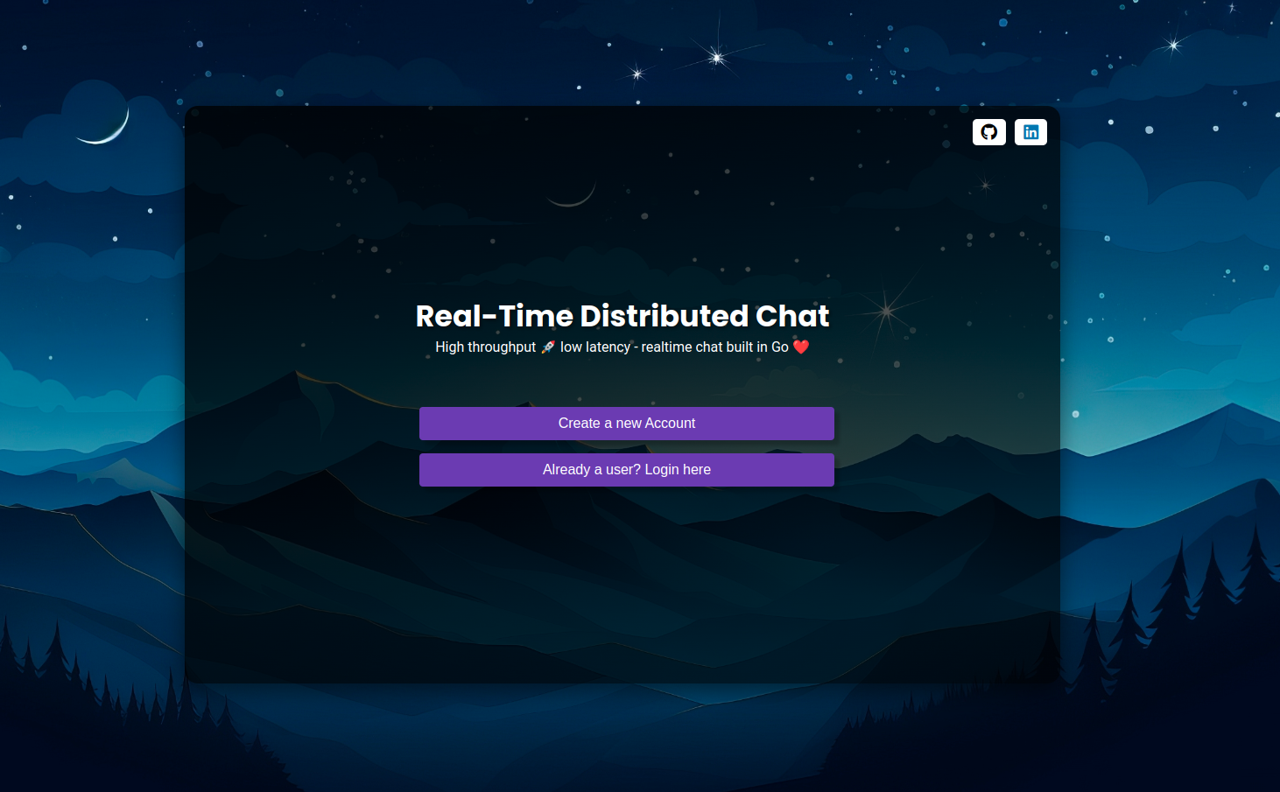 in
Real-Time Distributed Chat
High throughput 🚀 low latency - realtime chat built in Go ❤️
Create a new Account
Already a user? Login here